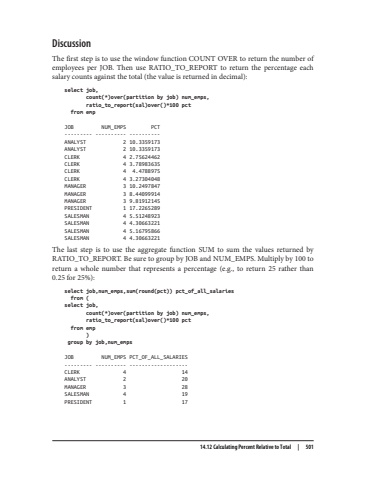 Discussion
The first step is to use the window function COUNT OVER to return the number of
employees per JOB. Then use RATIO_TO_REPORT to return the percentage each
salary counts against the total (the value is returned in decimal):
select job,
count(*)over(partition by job) num_emps,
ratio_to_report(sal)over()*100 pct
from emp
JOB NUM_EMPS PCT
--------- ---------- ----------
ANALYST 2 10.3359173
ANALYST 2 10.3359173
CLERK 4 2.75624462
CLERK 4 3.78983635
CLERK 4 4.4788975
CLERK 4 3.27304048
MANAGER 3 10.2497847
MANAGER 3 8.44099914
MANAGER 3 9.81912145
PRESIDENT 1 17.2265289
SALESMAN 4 5.51248923
SALESMAN 4 4.30663221
SALESMAN 4 5.16795866
SALESMAN 4 4.30663221
The last step is to use the aggregate function SUM to sum the values returned by
RATIO_TO_REPORT. Be sure to group by JOB and NUM_EMPS. Multiply by 100 to
return a whole number that represents a percentage (e.g., to return 25 rather than
0.25 for 25%):
select job,num_emps,sum(round(pct)) pct_of_all_salaries
from (
select job,
count(*)over(partition by job) num_emps,
ratio_to_report(sal)over()*100 pct
from emp
)
group by job,num_emps
JOB NUM_EMPS PCT_OF_ALL_SALARIES
--------- ---------- -------------------
CLERK 4 14
ANALYST 2 20
MANAGER 3 28
SALESMAN 4 19
PRESIDENT 1 17
14.12 Calculating Percent Relative to Total | 501